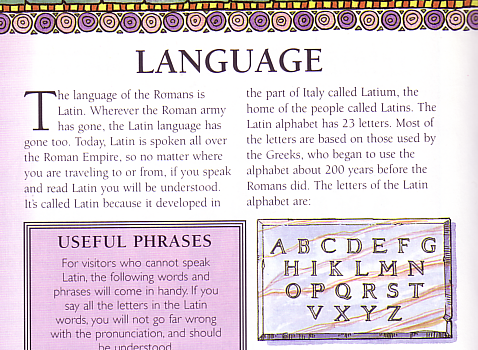 LANGUAGE
The language of the Romans is
Latin. Wherever the Roman army
has gone, the Latin language has
gone too. Today, Latin is spoken all over
the Roman Empire, so no matter where
you are traveling to or from, if you speak
and read Latin you will be understood.
It's called Latin because it developed in
the part of Italy called Latium, the
home of the people called Latins. The
Latin alphabet has 23 letters. Most of
the letters are based on those used by
the Greeks, who began to use the
alphabet about 200 years before the
Romans did. The letters of the Latin
alphabet are:
USEFUL PHRASES
For visitors who cannot speak
Latin, the following words and
phrases will come in handy. If you
say all the letters in the Latin
words, you will not go far wrong
with the pronunciation, and should
be understood
A B C D E F G
H I K L M N
O P Q R S T
V X Y Z